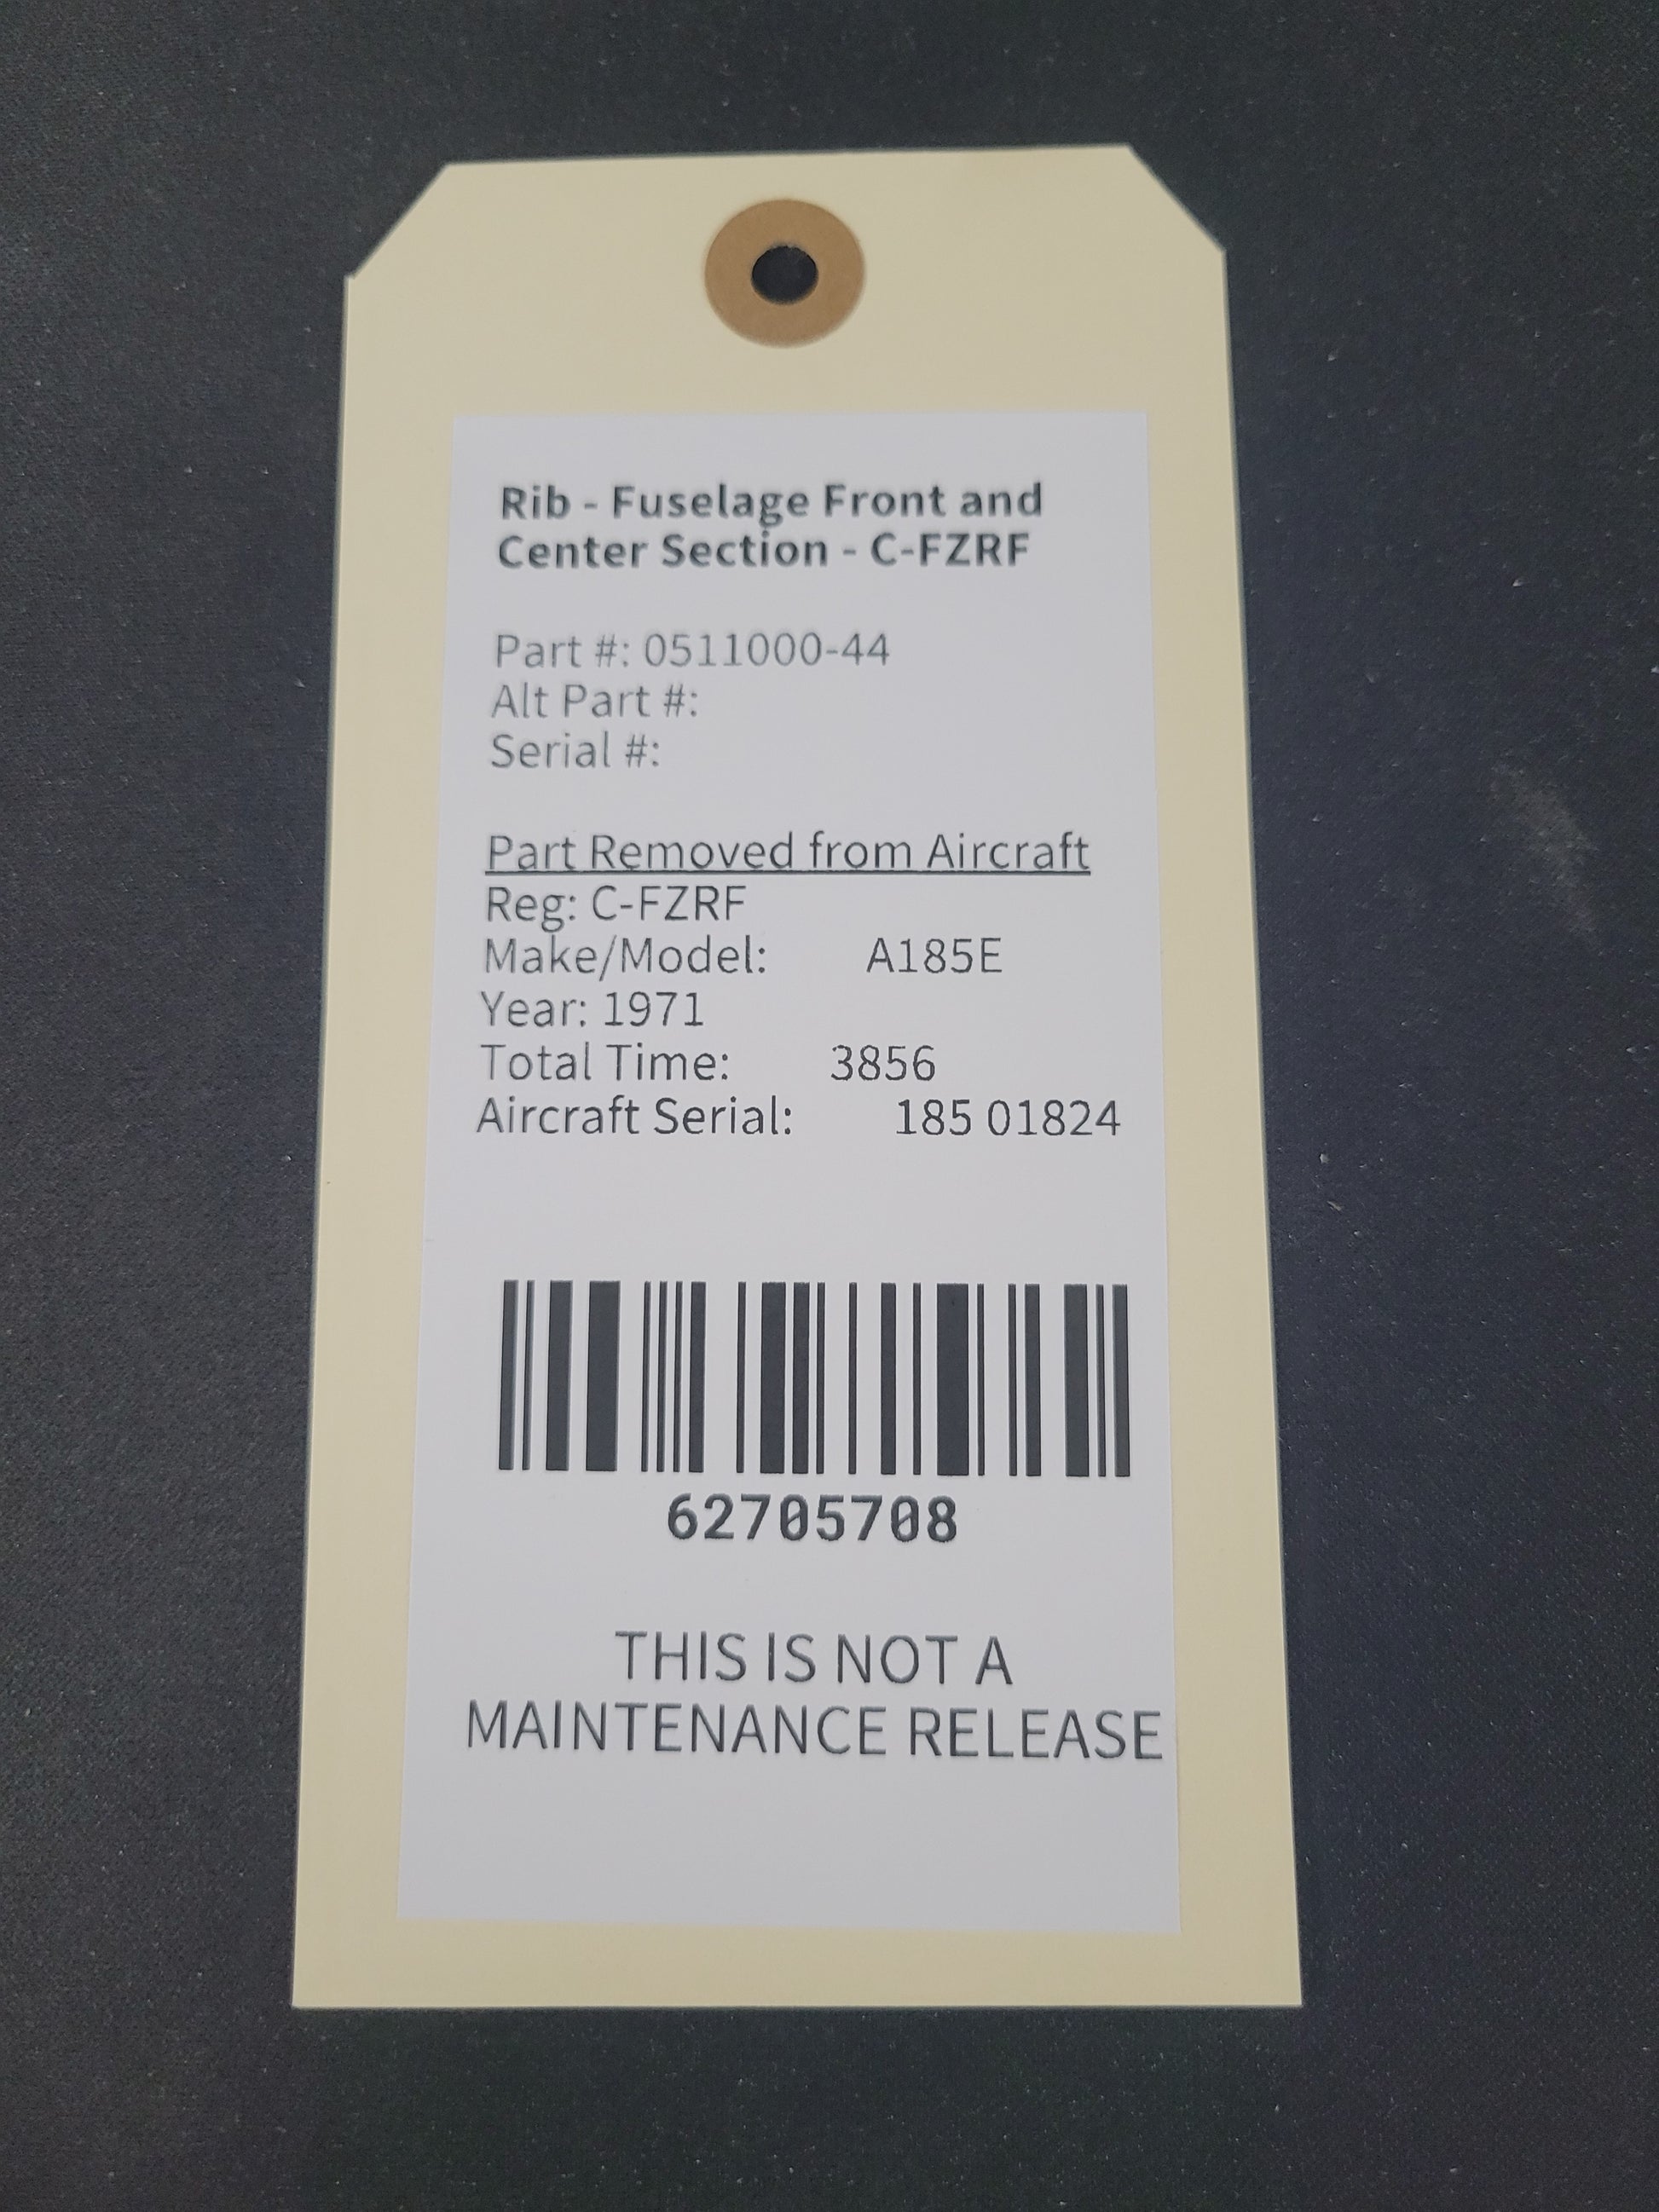 Rib - Fuselage Front and
Center Section - C-FZRF
Part #: 0511000-44
Alt Part #:
Serial #:
Part Removed from Aircraft
Reg: C-FZRF
Make/Model: A185E
Year: 1971
Total Time: 3856
Aircraft Serial: 185 01824
62705708
THIS IS NOT A
MAINTENANCE RELEASE